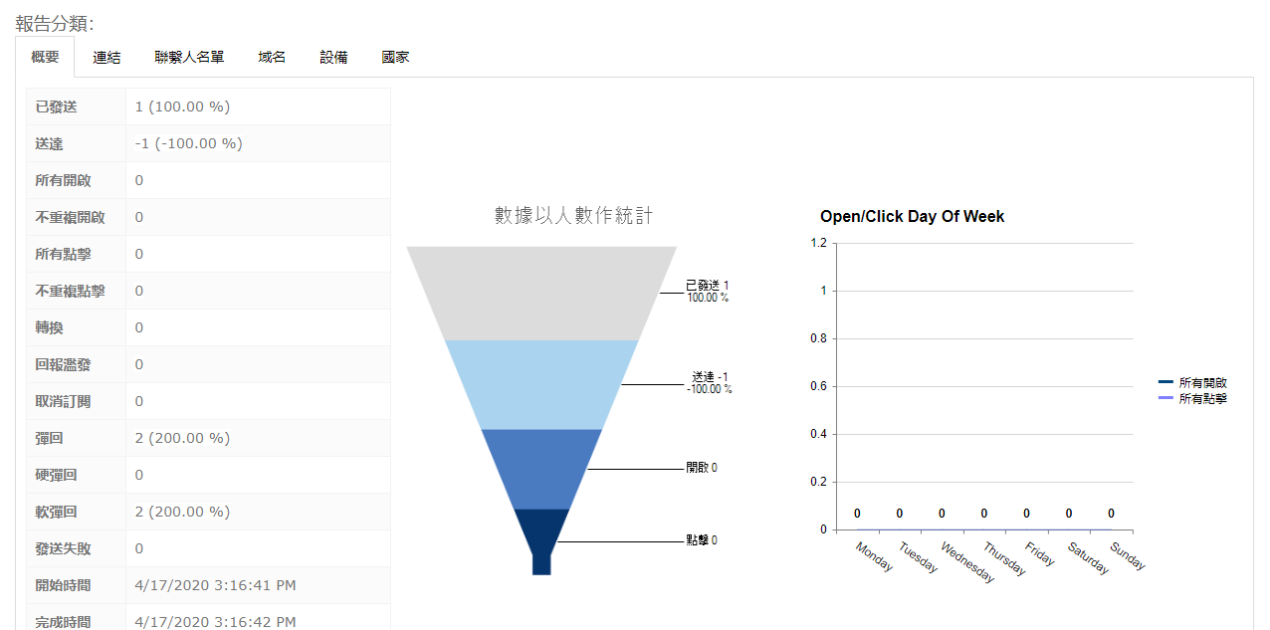 報告分類:
概要 連結 聯繫人名單 域名 設備 國家
已發送 1 (100.00 %)
送達 -1 (-100.00 %)
所有開啟 0
不重複開啟 0
所有點擊 0
不重複點擊 0
轉換 0
回報濫發 0
取消訂閱 0
彈回 2 (200.00 %)
硬彈回 0
軟彈回 2 (200.00 %)
發送失敗 0
開始時間 4/17/2020 3:16:41 PM
完成時間 4/17/2020 3:16:42 PM
數據以人數作統計
已發送 1
100.00 %
送達 -1
-100.00 %
開啟 0
點擊 0
Open/Click Day Of Week
1.2
1
0.8
0.6
0.4
0.2
0
0 0 0 0 0 0 0
Monday Tuesday Wednesday Thursday Friday Saturday Sunday
所有開啟
所有點擊